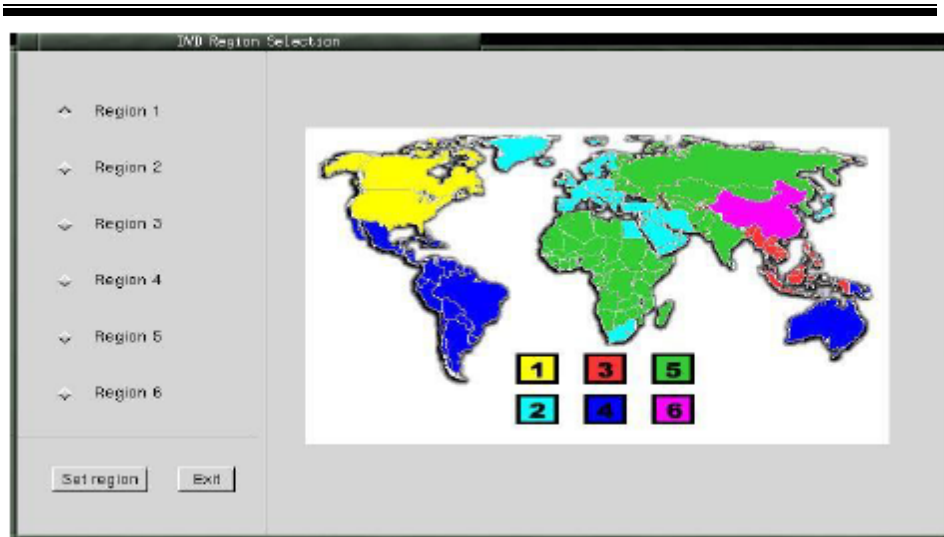 DVD Region Selection
Region 1
Region 2
Region 3
Region 4
Region 5
Region 6
Set region Exit
1 3 5
2 4 6